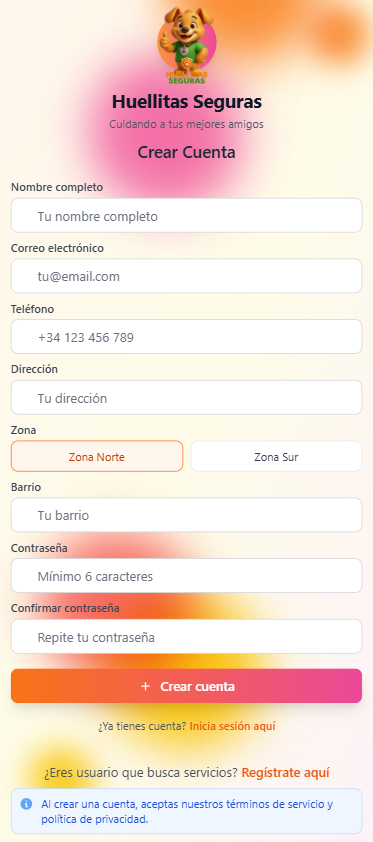 HUELLITAS
SEGURAS
Huellitas Seguras
Cuidando a tus mejores amigos
Crear Cuenta
Nombre completo
Tu nombre completo
Correo electrónico
tu@email.com
Teléfono
+34 123 456 789
Dirección
Tu dirección
Zona
Zona Norte
Zona Sur
Barrio
Tu barrio
Contraseña
Mínimo 6 caracteres
Confirmar contraseña
Repite tu contraseña
+ Crear cuenta
¿Ya tienes cuenta? Inicia sesión aquí
¿Eres usuario que busca servicios? Regístrate aquí
Al crear una cuenta, aceptas nuestros términos de servicio y
política de privacidad.